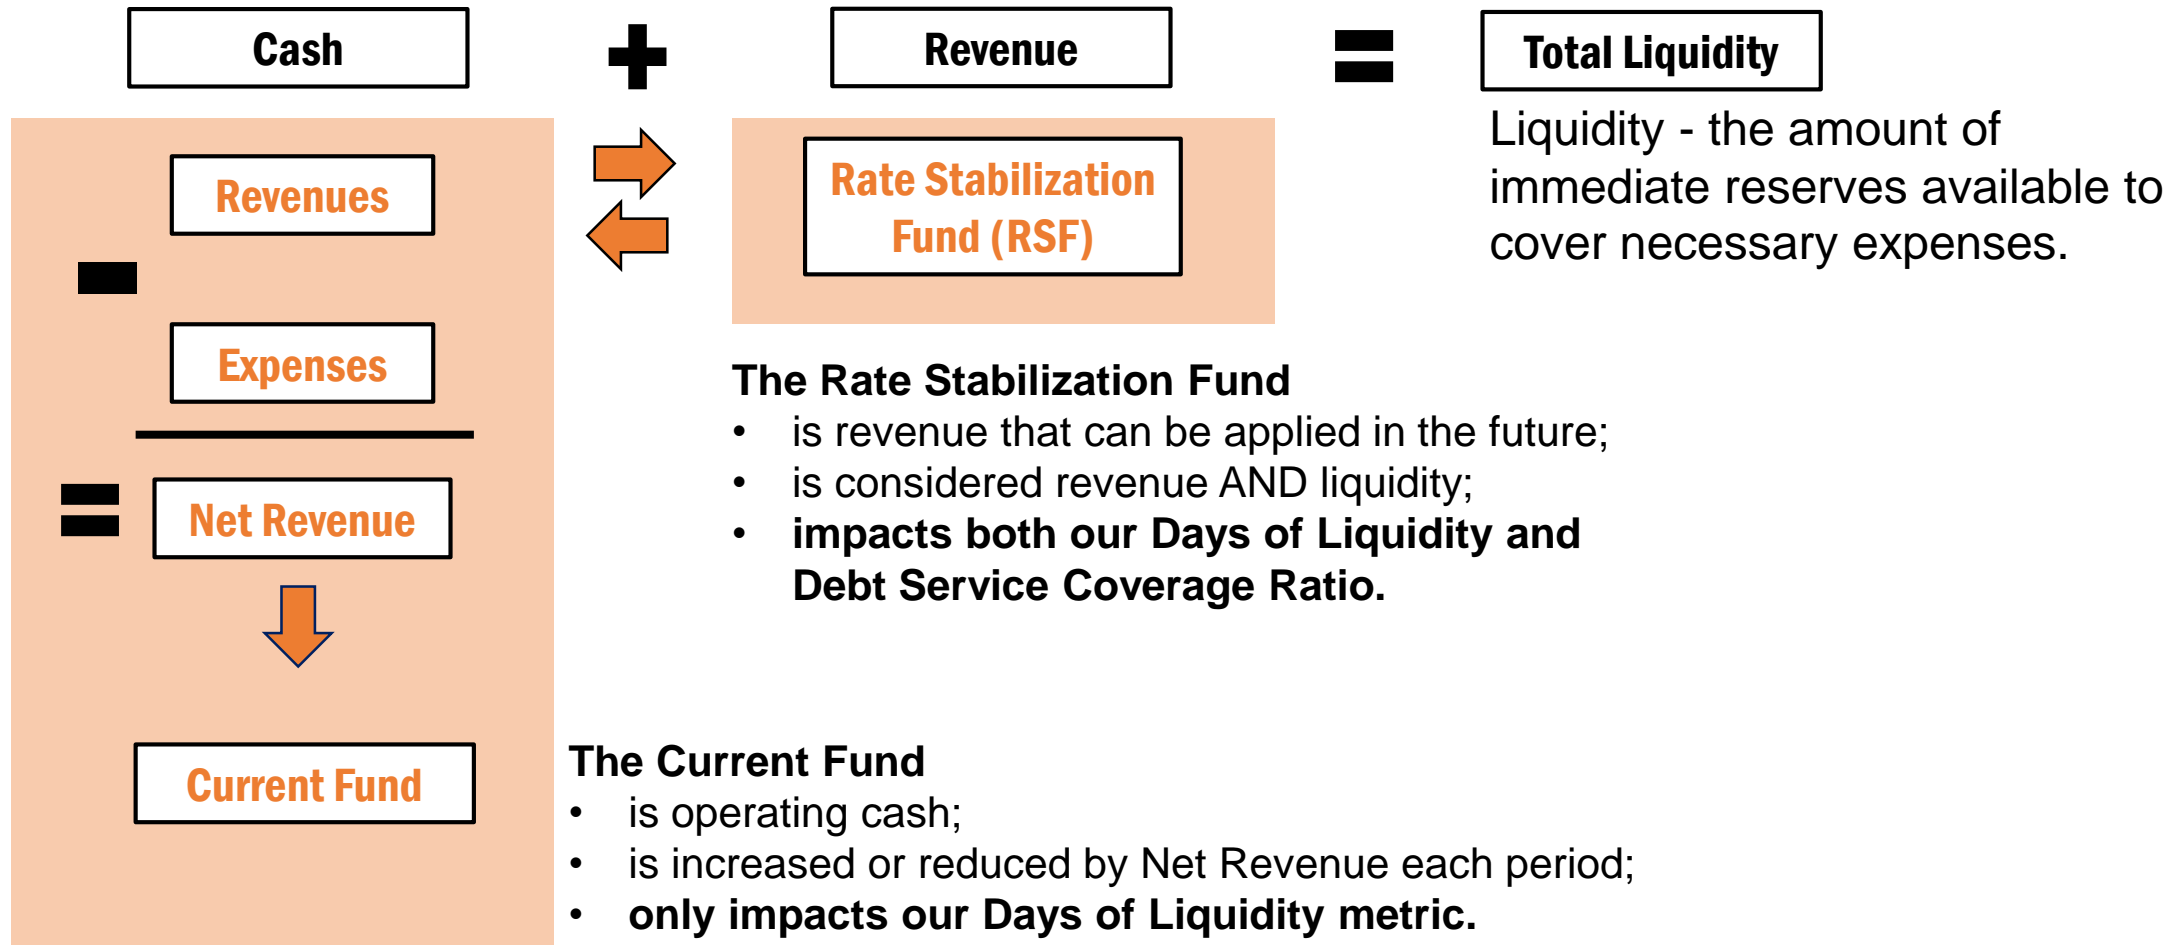 Cash
Revenue
Total Liquidity
Revenues
Expenses
Net Revenue
Current Fund
Rate Stabilization
Fund (RSF)
Liquidity - the amount of
immediate reserves available to
cover necessary expenses.
The Rate Stabilization Fund
• is revenue that can be applied in the future;
• is considered revenue AND liquidity;
• impacts both our Days of Liquidity and
Debt Service Coverage Ratio.
The Current Fund
• is operating cash;
• is increased or reduced by Net Revenue each period;
• only impacts our Days of Liquidity metric.